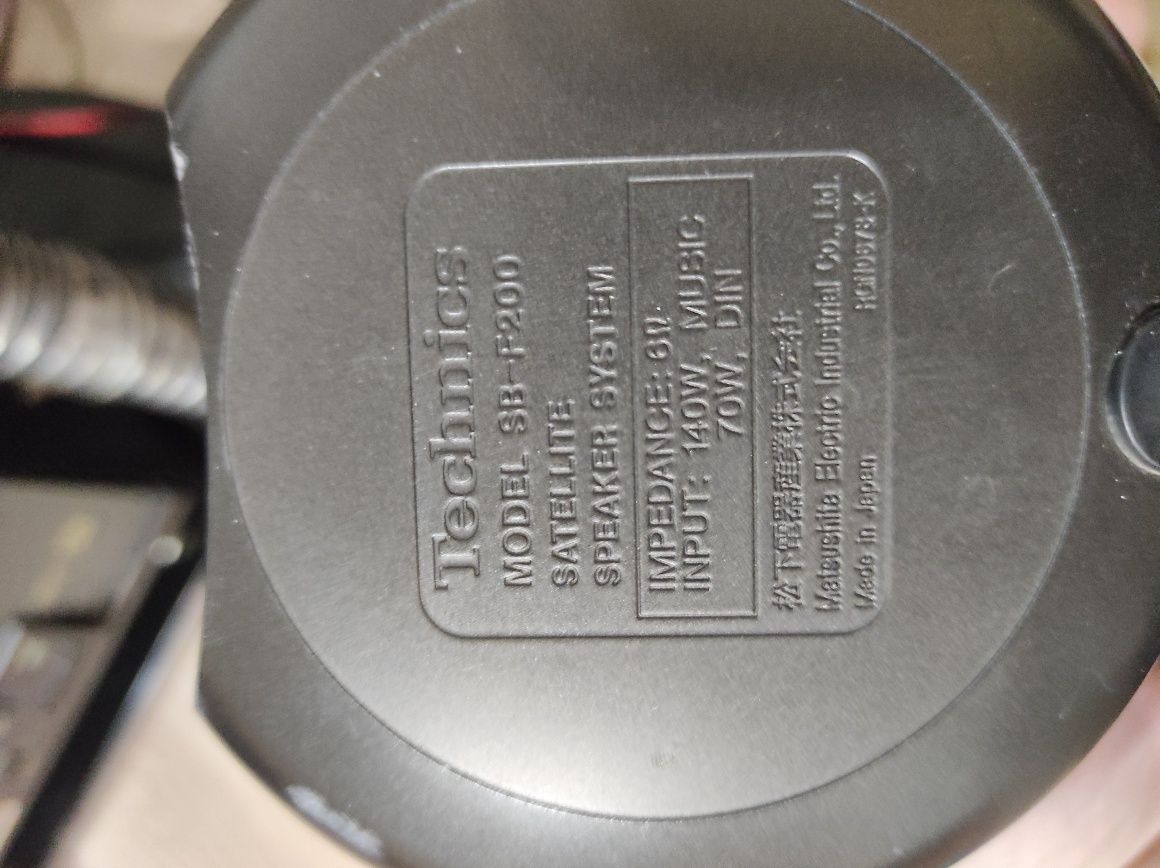 Technics
MODEL SB-F200
SATELLITE
SPEAKER SYSTEM
IMPEDANCE: 6Ω
INPUT: 140W, MUSIC
70W, DIN
松下電器産業株式会社
Matsushita Electric Industrial Co., Ltd.
Made in Japan